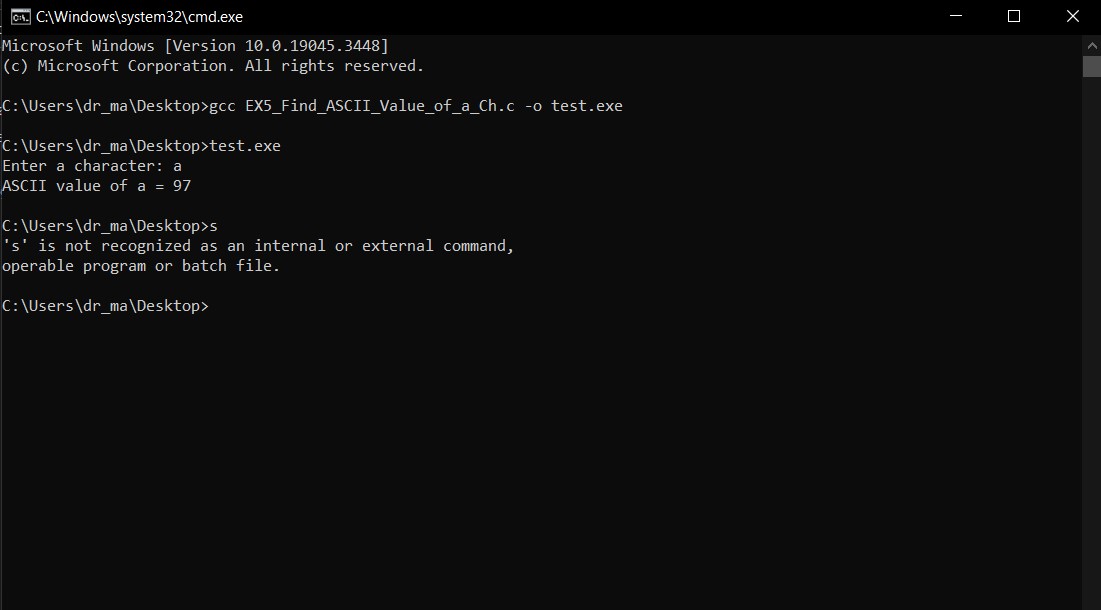 C:\Windows\system32\cmd.exe
Microsoft Windows [Version 10.0.19045.3448]
(c) Microsoft Corporation. All rights reserved.
C:\Users\dr_ma\Desktop>gcc EX5_Find_ASCII_Value_of_a_Ch.c -o test.exe
C:\Users\dr_ma\Desktop>test.exe
Enter a character: a
ASCII value of a = 97
C:\Users\dr_ma\Desktop>s
's' is not recognized as an internal or external command,
operable program or batch file.
C:\Users\dr_ma\Desktop>